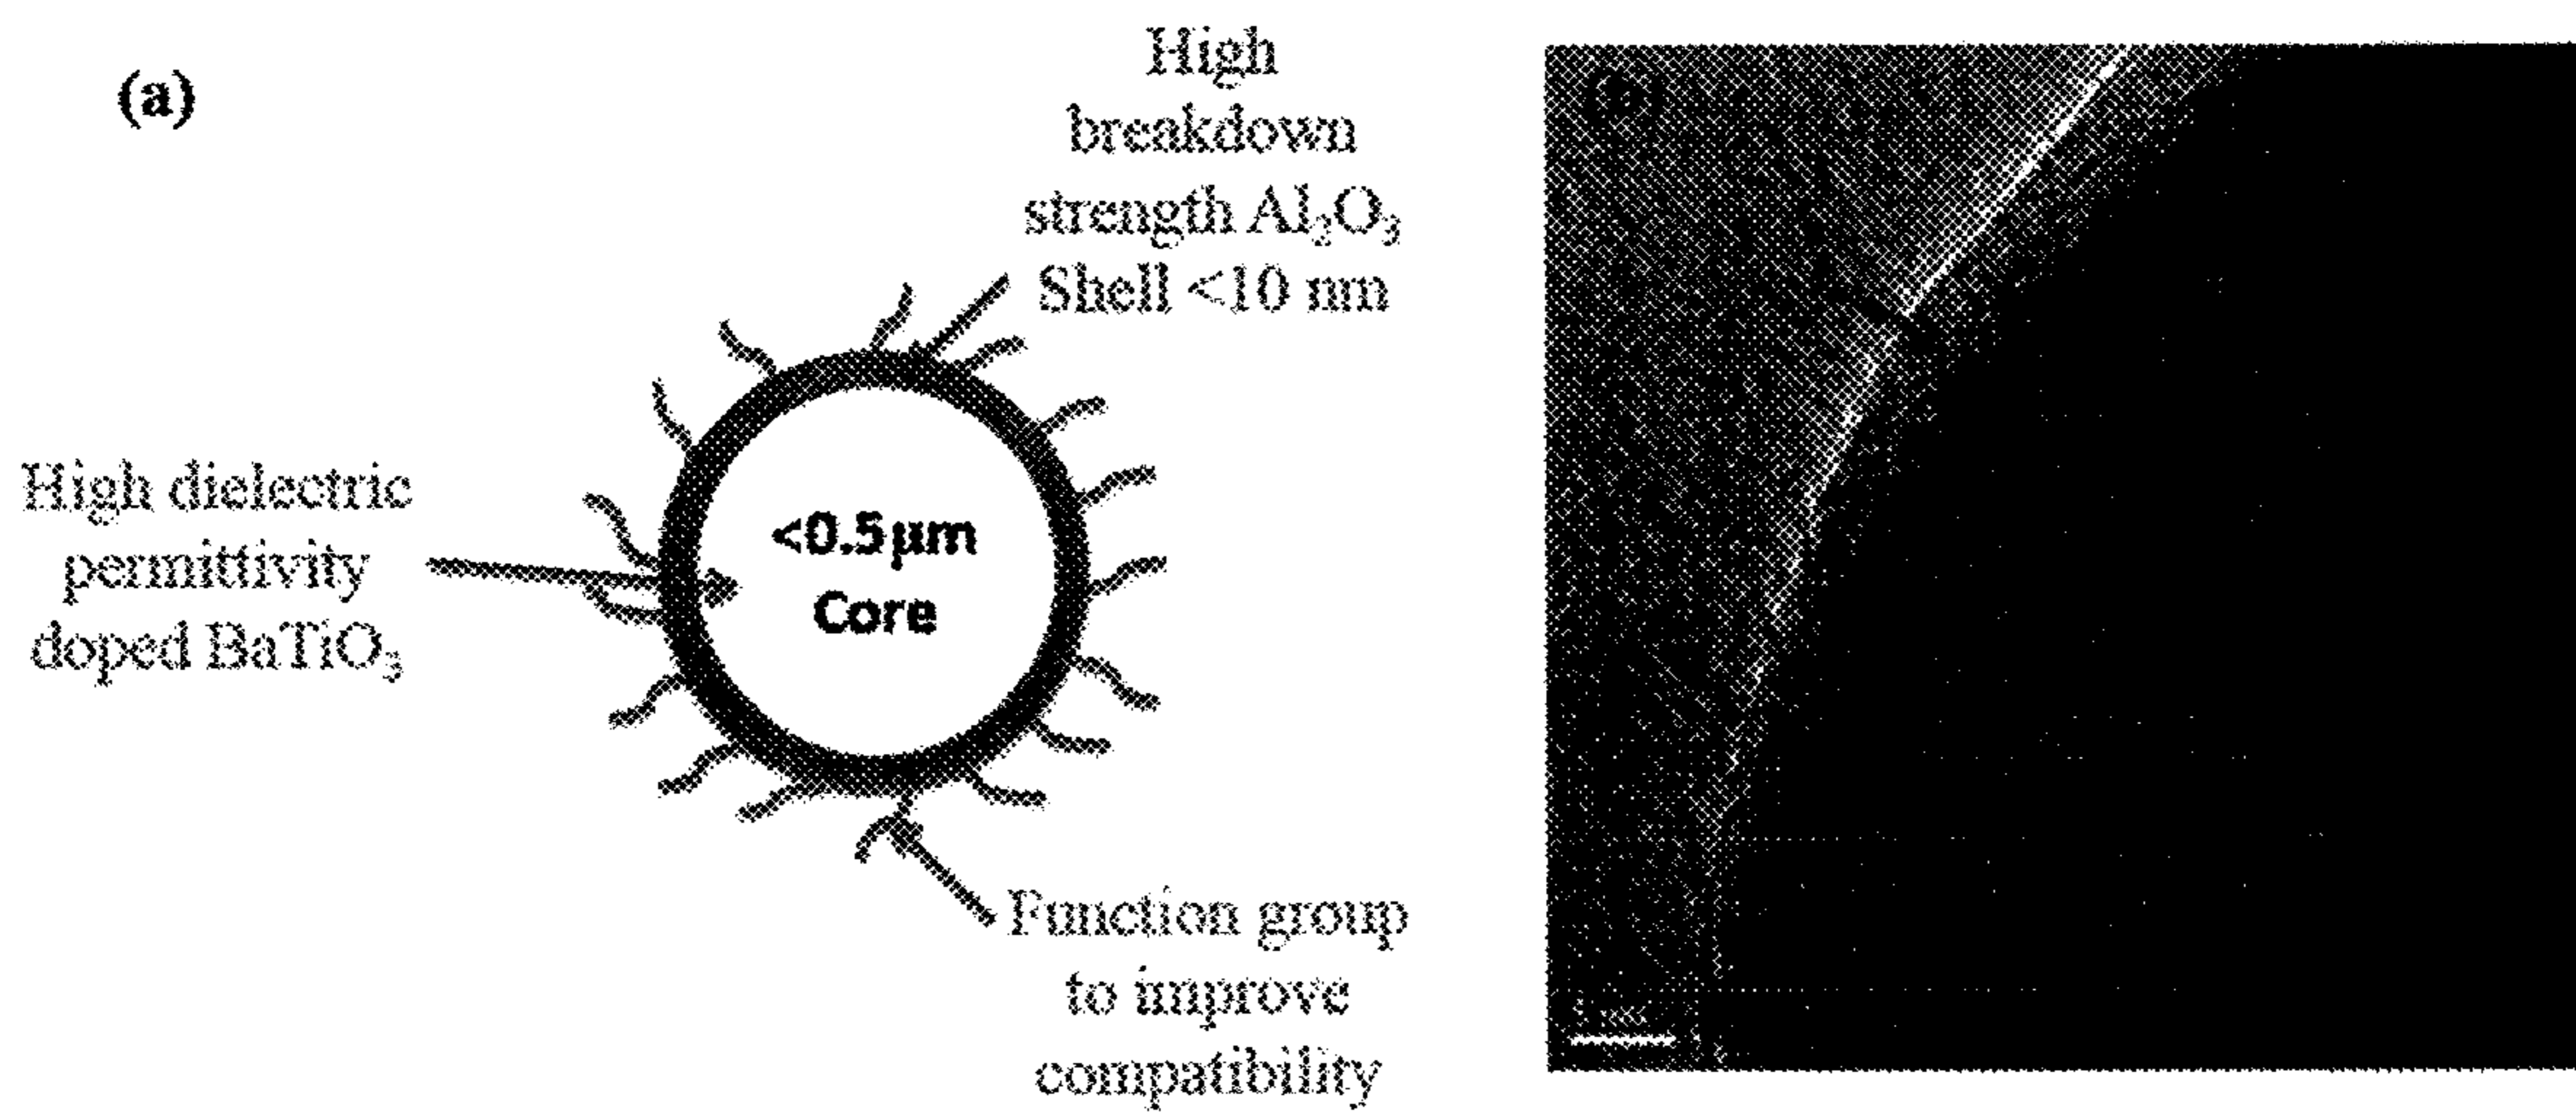 (a)
High
breakdown
strength Al₂O₃
Shell <10 nm
High dielectric
permittivity
doped BaTiO₃
<0.5μm
Core
Function group
to improve
compatibility